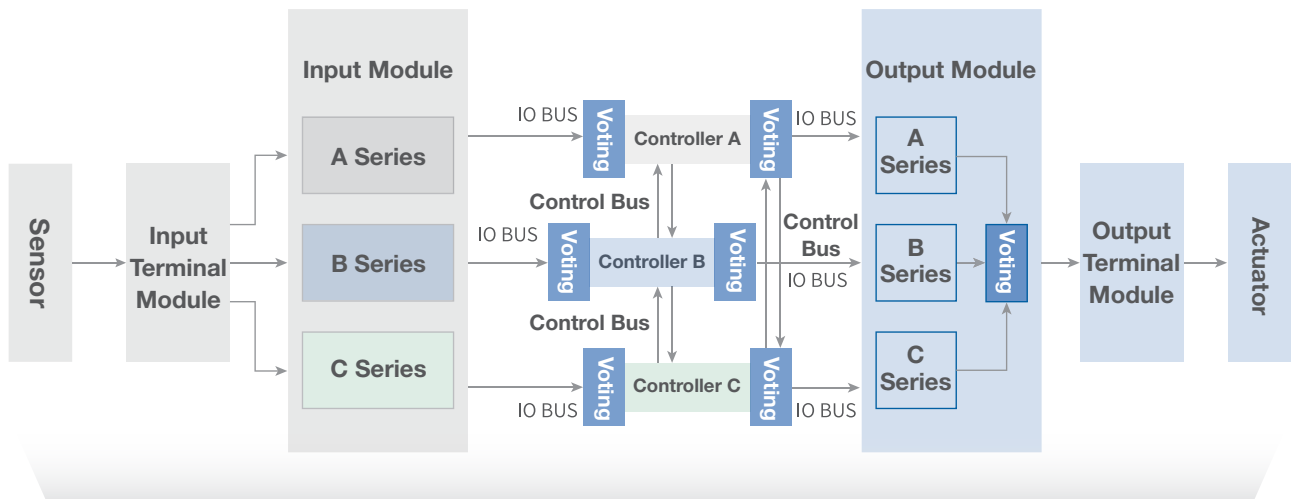 Sensor
Input
Terminal
Module
Input Module
A Series
B Series
C Series
IO BUS
Voting
Controller A
Voting
IO BUS
Control Bus
IO BUS
Voting
Controller B
Voting
Control
Bus
IO BUS
Control Bus
IO BUS
Voting
Controller C
Voting
IO BUS
Output Module
A
Series
B
Series
C
Series
Voting
Output
Terminal
Module
Actuator